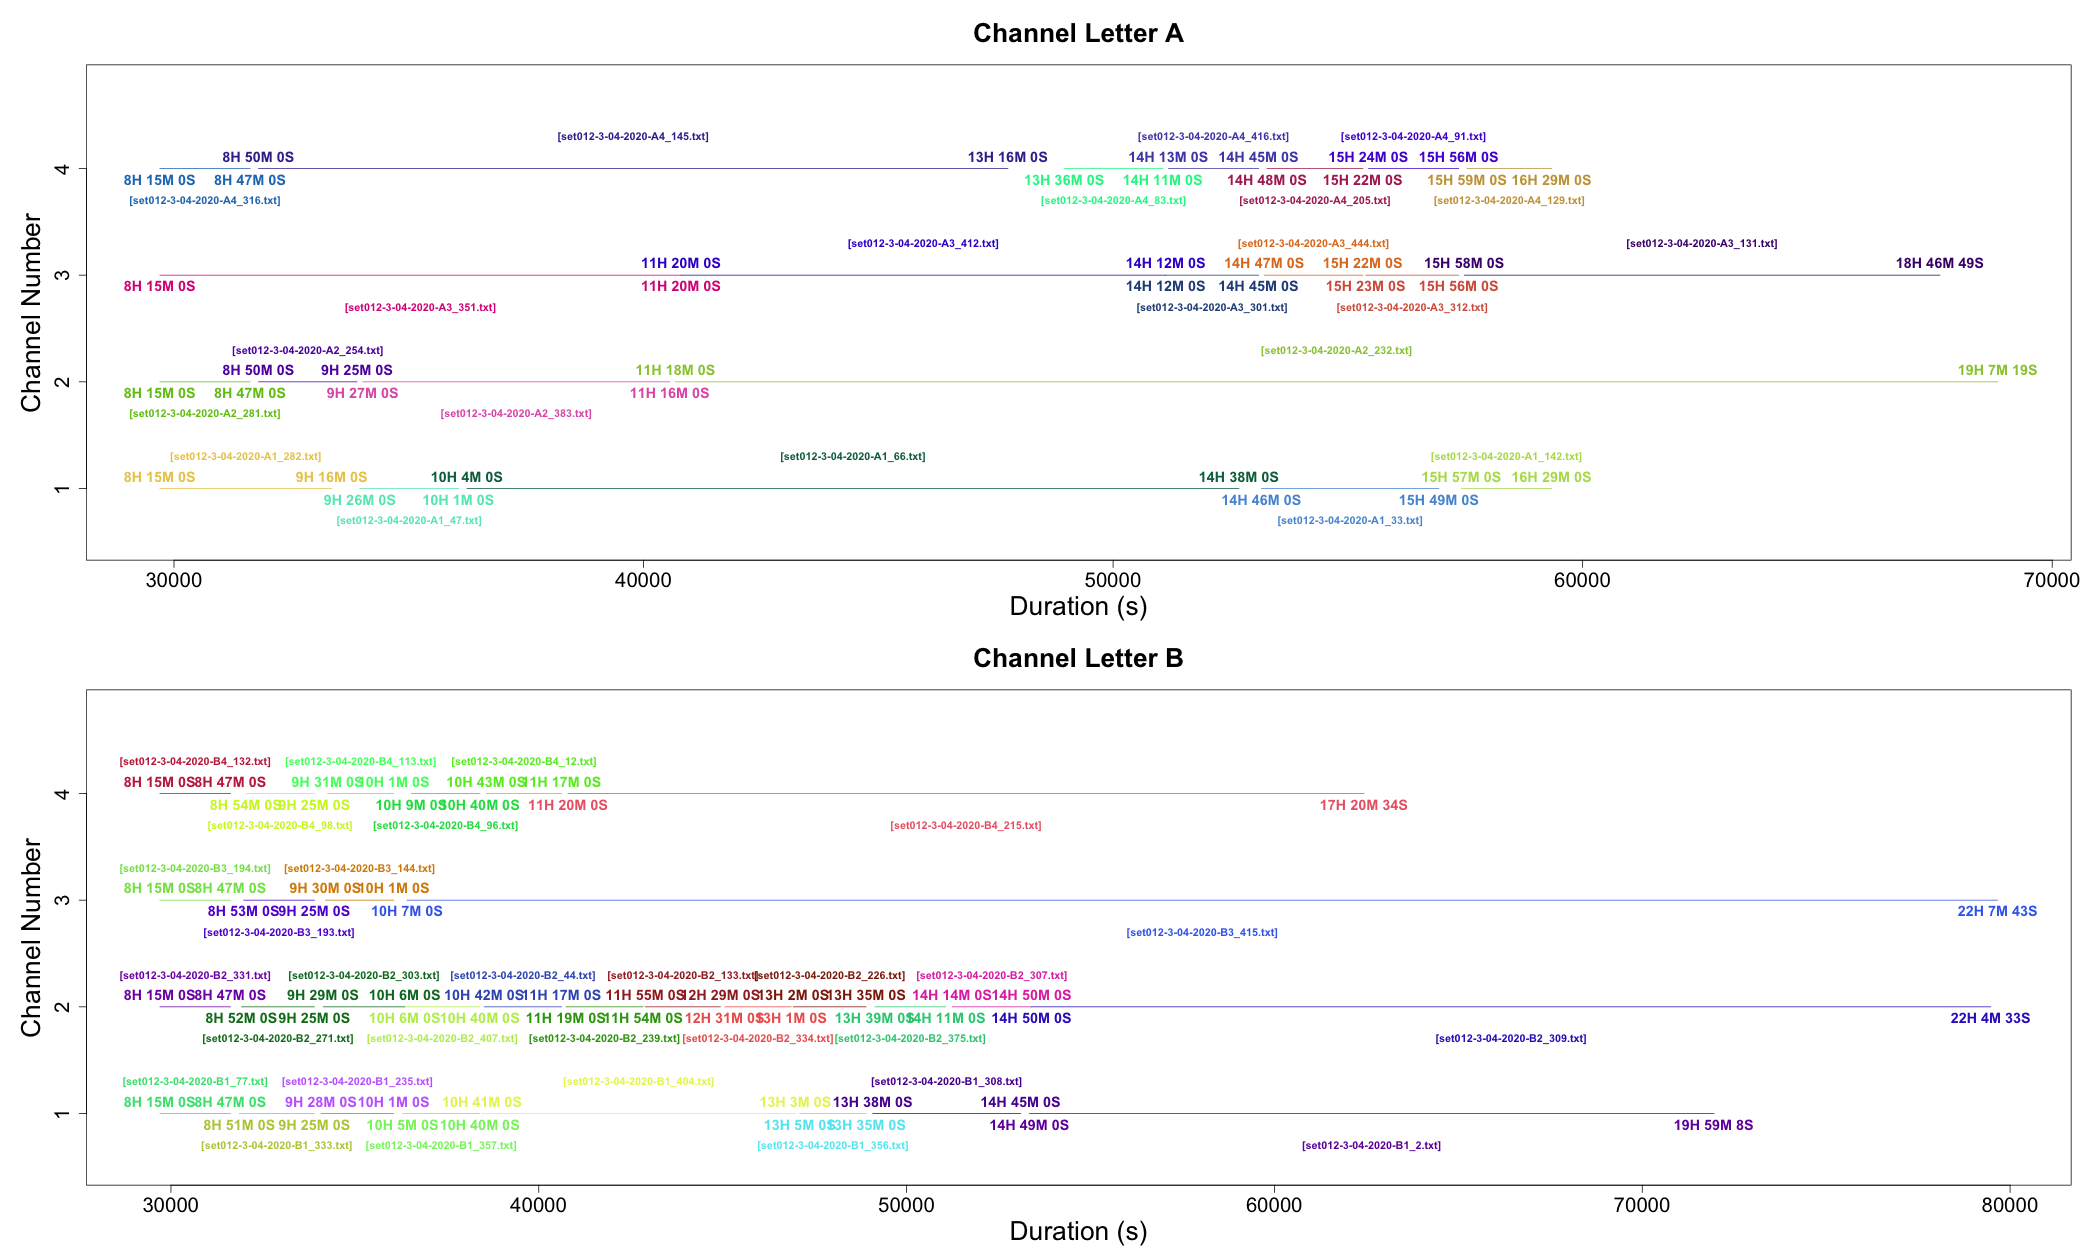 Channel Letter A
[set012-3-04-2020-A4_145.txt] [set012-3-04-2020-A4_416.txt] [set012-3-04-2020-A4_91.txt]
8H 50M 0S 13H 16M 0S 14H 13M 0S 14H 45M 0S 15H 24M 0S 15H 56M 0S
4
8H 15M 0S 8H 47M 0S 13H 36M 0S 14H 11M 0S 14H 48M 0S 15H 22M 0S 15H 59M 0S 16H 29M 0S
[set012-3-04-2020-A4_316.txt] [set012-3-04-2020-A4_83.txt] [set012-3-04-2020-A4_205.txt] [set012-3-04-2020-A4_129.txt]
[set012-3-04-2020-A3_412.txt] [set012-3-04-2020-A3_444.txt] [set012-3-04-2020-A3_131.txt]
11H 20M 0S 14H 12M 0S 14H 47M 0S 15H 22M 0S 15H 58M 0S 18H 46M 49S
3
8H 15M 0S 11H 20M 0S 14H 12M 0S 14H 45M 0S 15H 23M 0S 15H 56M 0S
[set012-3-04-2020-A3_351.txt] [set012-3-04-2020-A3_301.txt] [set012-3-04-2020-A3_312.txt]
Channel Number
[set012-3-04-2020-A2_254.txt] [set012-3-04-2020-A2_232.txt]
8H 50M 0S 9H 25M 0S 11H 18M 0S 19H 7M 19S
2
8H 15M 0S 8H 47M 0S 9H 27M 0S 11H 16M 0S
[set012-3-04-2020-A2_281.txt] [set012-3-04-2020-A2_383.txt]
[set012-3-04-2020-A1_282.txt] [set012-3-04-2020-A1_66.txt] [set012-3-04-2020-A1_142.txt]
8H 15M 0S 9H 16M 0S 10H 4M 0S 14H 38M 0S 15H 57M 0S 16H 29M 0S
1
9H 26M 0S 10H 1M 0S 14H 46M 0S 15H 49M 0S
[set012-3-04-2020-A1_47.txt] [set012-3-04-2020-A1_33.txt]
30000 40000 50000 60000 70000
Duration (s)
Channel Letter B
[set012-3-04-2020-B4_132.txt] [set012-3-04-2020-B4_113.txt] [set012-3-04-2020-B4_12.txt]
8H 15M 0S 8H 47M 0S 9H 31M 0S 10H 1M 0S 10H 43M 0S 11H 17M 0S
4
8H 54M 0S 9H 25M 0S 10H 9M 0S 10H 40M 0S 11H 20M 0S 17H 20M 34S
[set012-3-04-2020-B4_98.txt] [set012-3-04-2020-B4_96.txt] [set012-3-04-2020-B4_215.txt]
[set012-3-04-2020-B3_194.txt] [set012-3-04-2020-B3_144.txt]
8H 15M 0S 8H 47M 0S 9H 30M 0S 10H 1M 0S
3
8H 53M 0S 9H 25M 0S 10H 7M 0S 22H 7M 43S
[set012-3-04-2020-B3_193.txt] [set012-3-04-2020-B3_415.txt]
Channel Number
[set012-3-04-2020-B2_331.txt] [set012-3-04-2020-B2_303.txt] [set012-3-04-2020-B2_44.txt] [set012-3-04-2020-B2_133.txt] [set012-3-04-2020-B2_226.txt] [set012-3-04-2020-B2_307.txt]
8H 15M 0S 8H 47M 0S 9H 29M 0S 10H 6M 0S 10H 42M 0S 11H 17M 0S 11H 55M 0S 12H 29M 0S 13H 2M 0S 13H 35M 0S 14H 14M 0S 14H 50M 0S
2
8H 52M 0S 9H 25M 0S 10H 6M 0S 10H 40M 0S 11H 19M 0S 11H 54M 0S 12H 31M 0S 13H 1M 0S 13H 39M 0S 14H 11M 0S 14H 50M 0S 22H 4M 33S
[set012-3-04-2020-B2_271.txt] [set012-3-04-2020-B2_407.txt] [set012-3-04-2020-B2_239.txt] [set012-3-04-2020-B2_334.txt] [set012-3-04-2020-B2_375.txt] [set012-3-04-2020-B2_309.txt]
[set012-3-04-2020-B1_77.txt] [set012-3-04-2020-B1_235.txt] [set012-3-04-2020-B1_404.txt] [set012-3-04-2020-B1_308.txt]
8H 15M 0S 8H 47M 0S 9H 28M 0S 10H 1M 0S 10H 41M 0S 13H 3M 0S 13H 38M 0S 14H 45M 0S
1
8H 51M 0S 9H 25M 0S 10H 5M 0S 10H 40M 0S 13H 5M 0S 13H 35M 0S 14H 49M 0S 19H 59M 8S
[set012-3-04-2020-B1_333.txt] [set012-3-04-2020-B1_357.txt] [set012-3-04-2020-B1_356.txt] [set012-3-04-2020-B1_2.txt]
30000 40000 50000 60000 70000 80000
Duration (s)